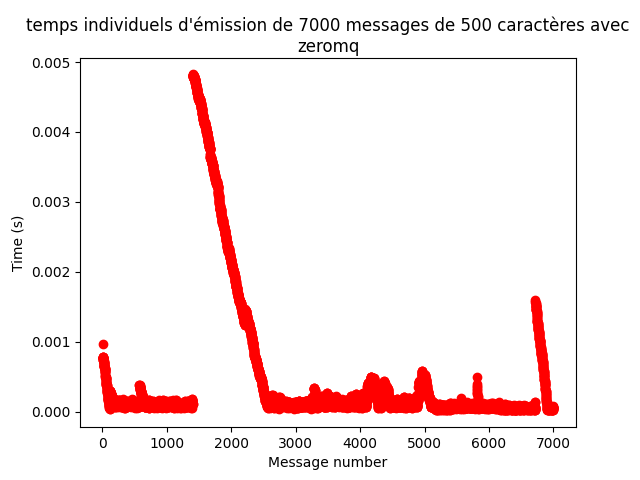 temps individuels d'émission de 7000 messages de 500 caractères avec
zeromq
0.005
0.004
0.003
0.002
0.001
0.000
Time (s)
0 1000 2000 3000 4000 5000 6000 7000
Message number